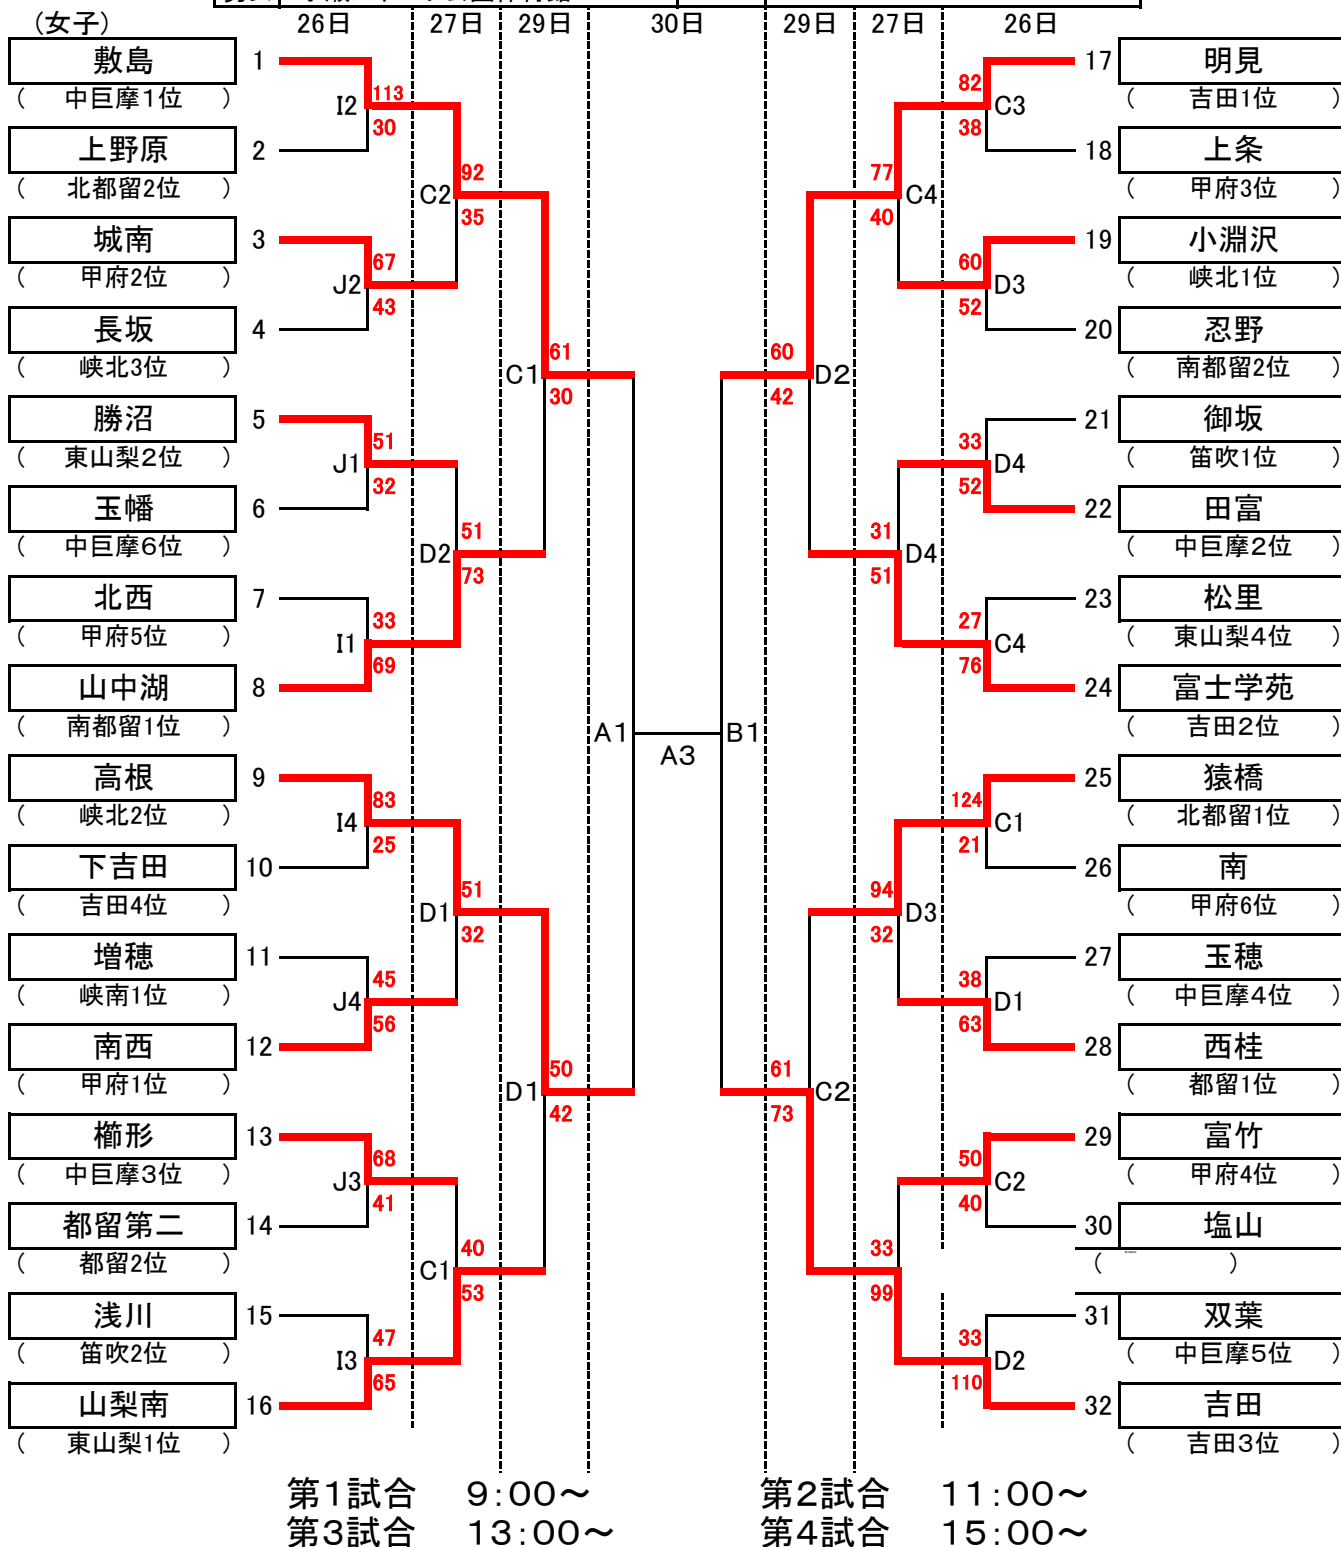 (女子)
26日 27日 29日 30日 29日 27日 26日
敷島 1
( 中巨摩1位 )
上野原 2
( 北都留2位 )
城南 3
( 甲府2位 )
長坂 4
( 峡北3位 )
勝沼 5
( 東山梨2位 )
玉幡 6
( 中巨摩6位 )
北西 7
( 甲府5位 )
山中湖 8
( 南都留1位 )
高根 9
( 峡北2位 )
下吉田 10
( 吉田4位 )
増穂 11
( 峡南1位 )
南西 12
( 甲府1位 )
櫛形 13
( 中巨摩3位 )
都留第二 14
( 都留2位 )
浅川 15
( 笛吹2位 )
山梨南 16
( 東山梨1位 )
I2 113 30
J2 67 43
J1 51 32
I1 33 69
I4 83 25
J4 45 56
J3 68 41
I3 47 65
C2 92 35
D2 51 73
D1 51 32
C1 40 53
C1 61 30
D1 50 42
A1 A3 B1
D2 60 42
C2 61 73
C4 77 40
D4 31 51
D3 94 32
33 99
C3 82 38
D3 60 52
D4 33 52
C4 27 76
C1 124 21
D1 38 63
C2 50 40
D2 33 110
17 明見
( 吉田1位 )
18 上条
( 甲府3位 )
19 小淵沢
( 峡北1位 )
20 忍野
( 南都留2位 )
21 御坂
( 笛吹1位 )
22 田富
( 中巨摩2位 )
23 松里
( 東山梨4位 )
24 富士学苑
( 吉田2位 )
25 猿橋
( 北都留1位 )
26 南
( 甲府6位 )
27 玉穂
( 中巨摩4位 )
28 西桂
( 都留1位 )
29 富竹
( 甲府4位 )
30 塩山
( )
31 双葉
( 中巨摩5位 )
32 吉田
( 吉田3位 )
第1試合 9:00～ 第2試合 11:00～
第3試合 13:00～ 第4試合 15:00～